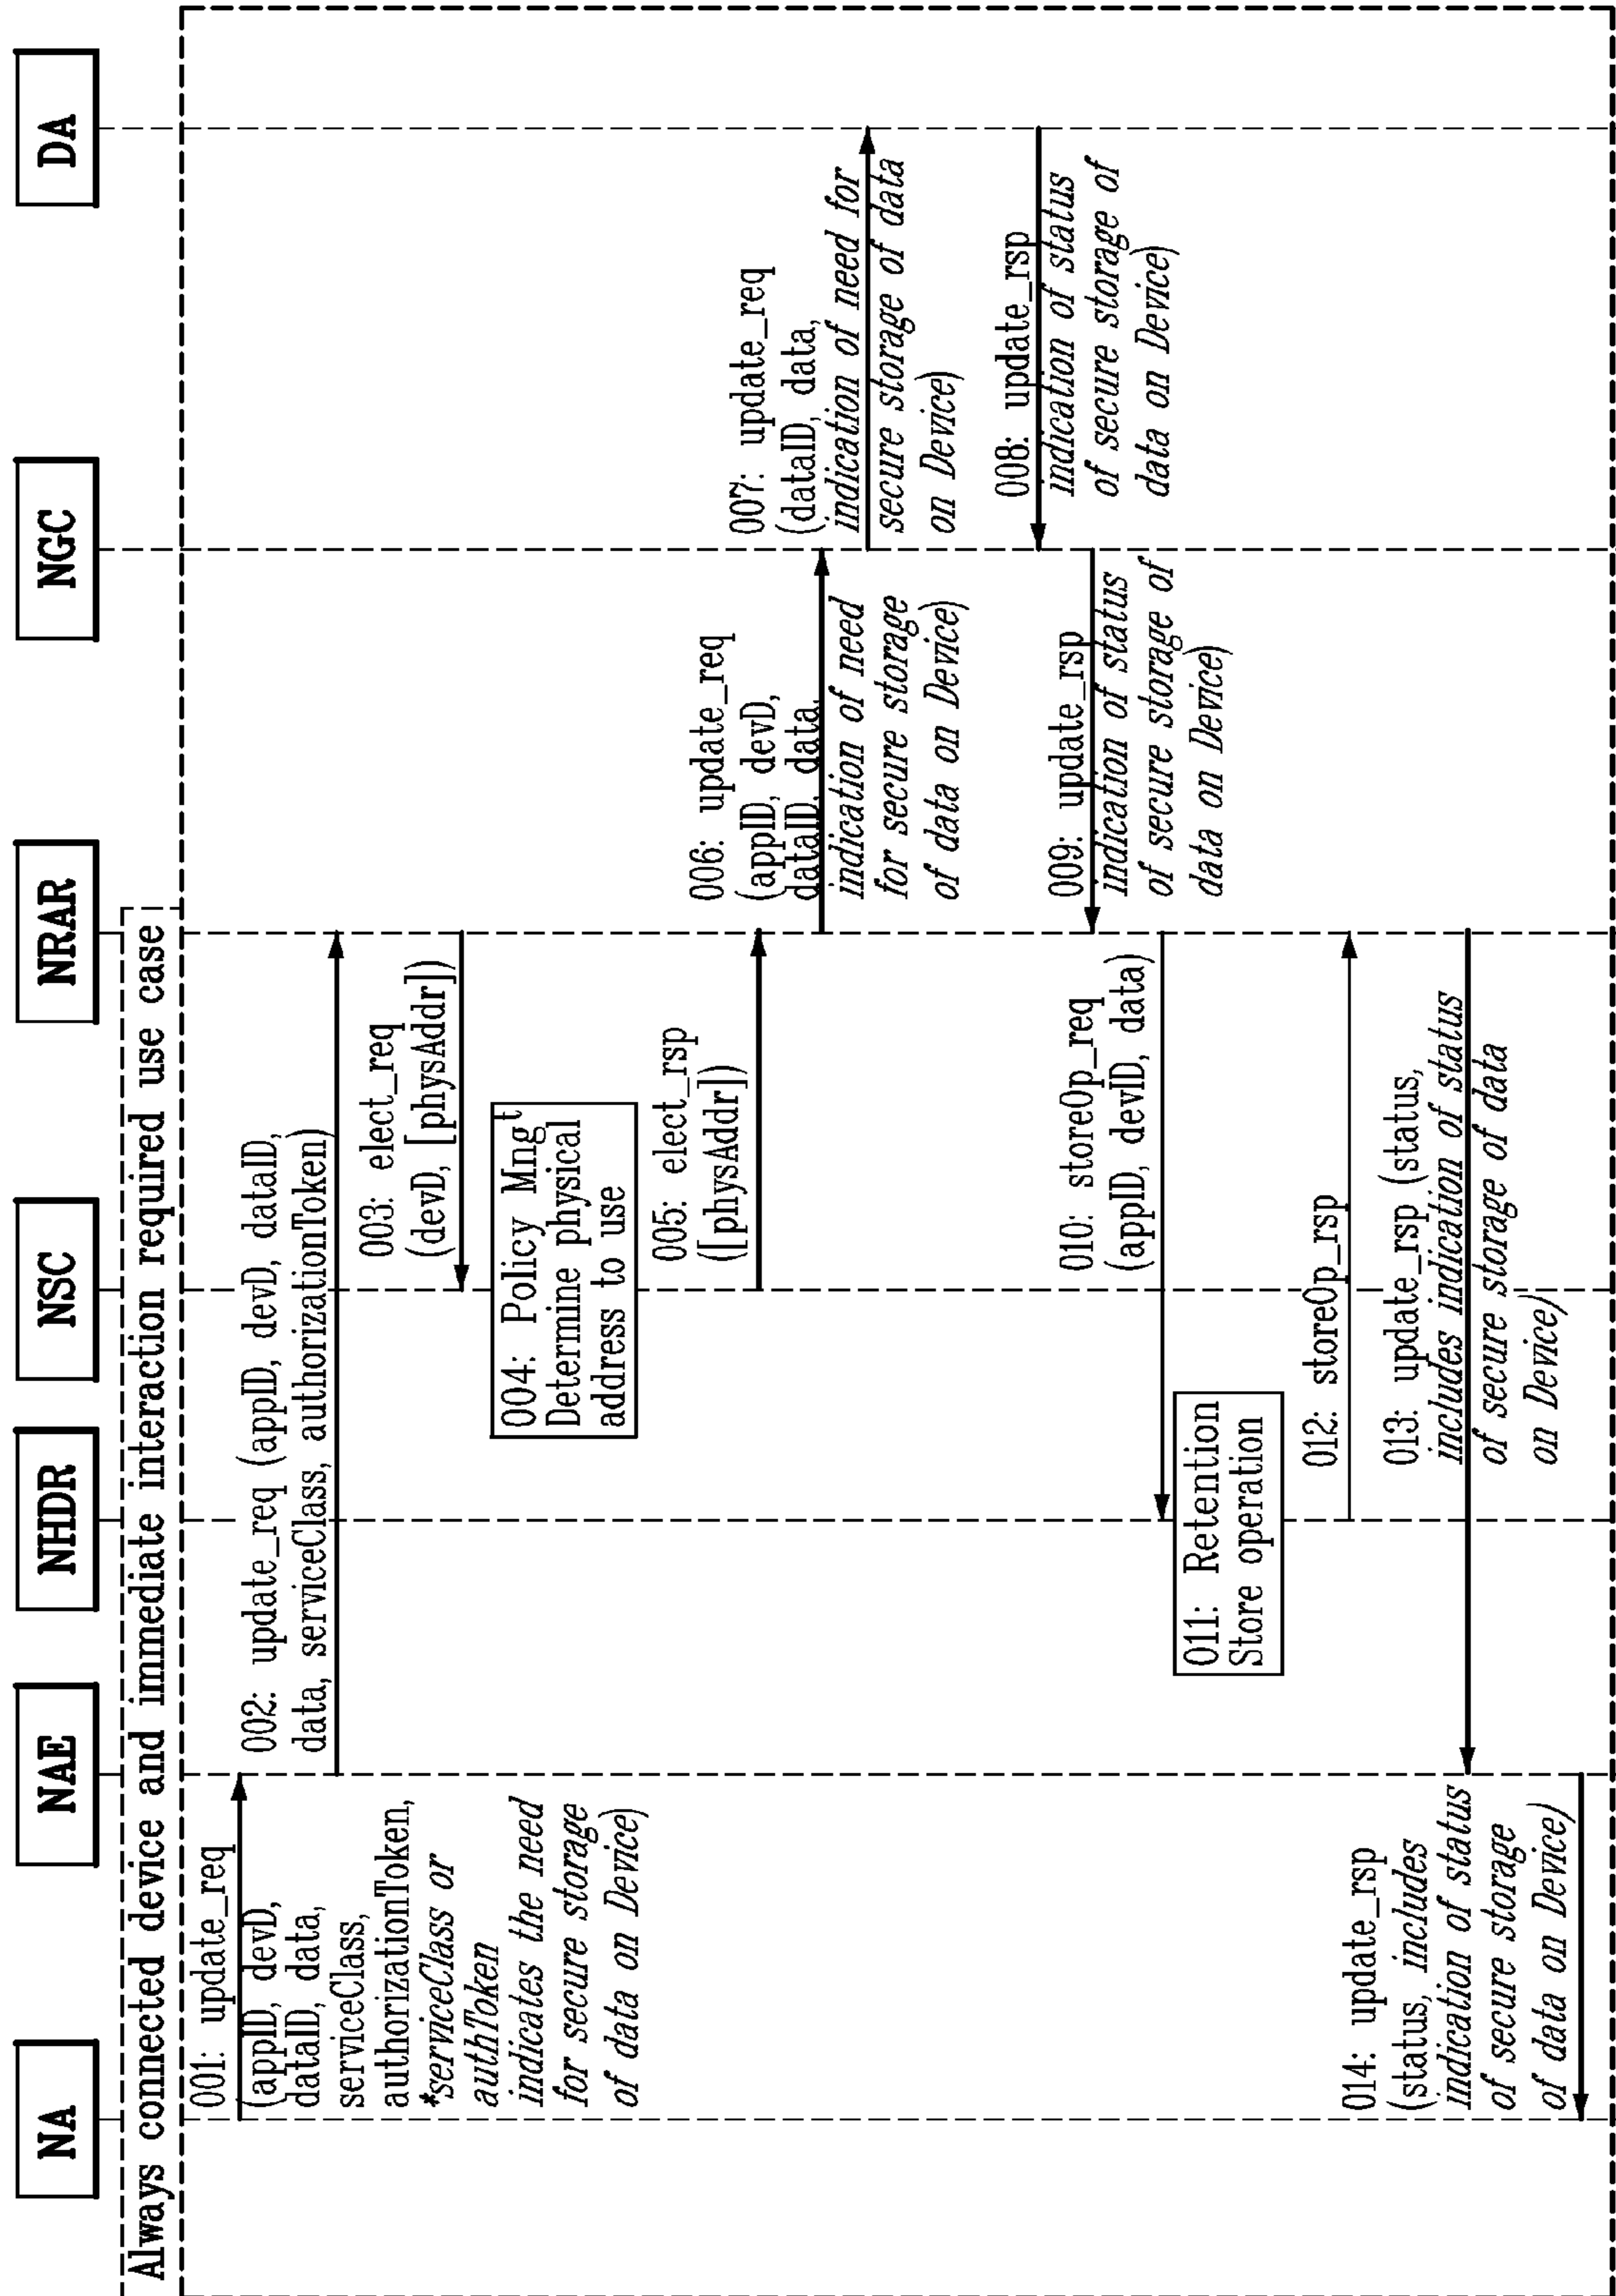 NA
NAE
NHDR
NSC
NRAR
NGC
DA
Always connected device and immediate interaction required use case
001: update_req
(appID, devD,
dataID, data,
serviceClass,
authorizationToken,
*serviceClass or
authToken
indicates the need
for secure storage
of data on Device)
002: update_req (appID, devD, dataID,
data, serviceClass, authorizationToken)
003: elect_req
(devD, [physAddr])
004: Policy Mngt
Determine physical
address to use
005: elect_rsp
([physAddr])
006: update_req
(appID, devD,
dataID, data,
indication of need
for secure storage
of data on Device)
007: update_req
(dataID, data,
indication of need for
secure storage of data
on Device)
008: update_rsp
indication of status
of secure storage of
data on Device)
009: update_rsp
indication of status
of secure storage of
data on Device)
010: storeOp_req
(appID, devID, data)
011: Retention
Store operation
012: storeOp_rsp
013: update_rsp (status,
includes indication of status
of secure storage of data
on Device)
014: update_rsp
(status, includes
indication of status
of secure storage
of data on Device)